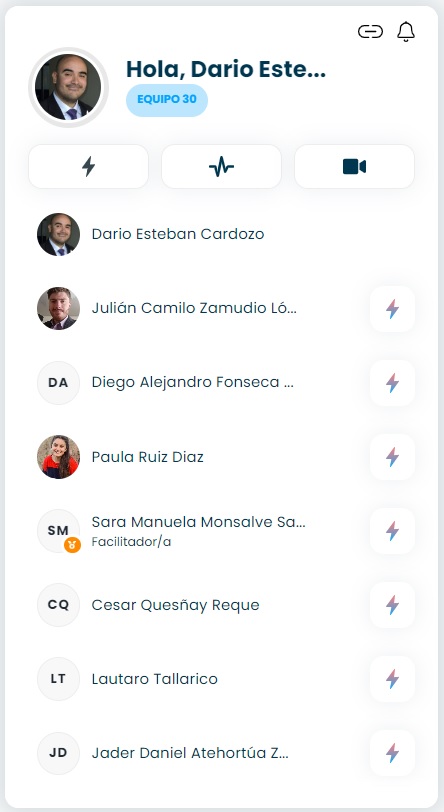 Hola, Dario Este...
EQUIPO 30
Dario Esteban Cardozo
Julián Camilo Zamudio Ló...
DA
Diego Alejandro Fonseca ...
Paula Ruiz Diaz
SM
Sara Manuela Monsalve Sa...
Facilitador/a
CQ
Cesar Quesñay Reque
LT
Lautaro Tallarico
JD
Jader Daniel Atehortúa Z...